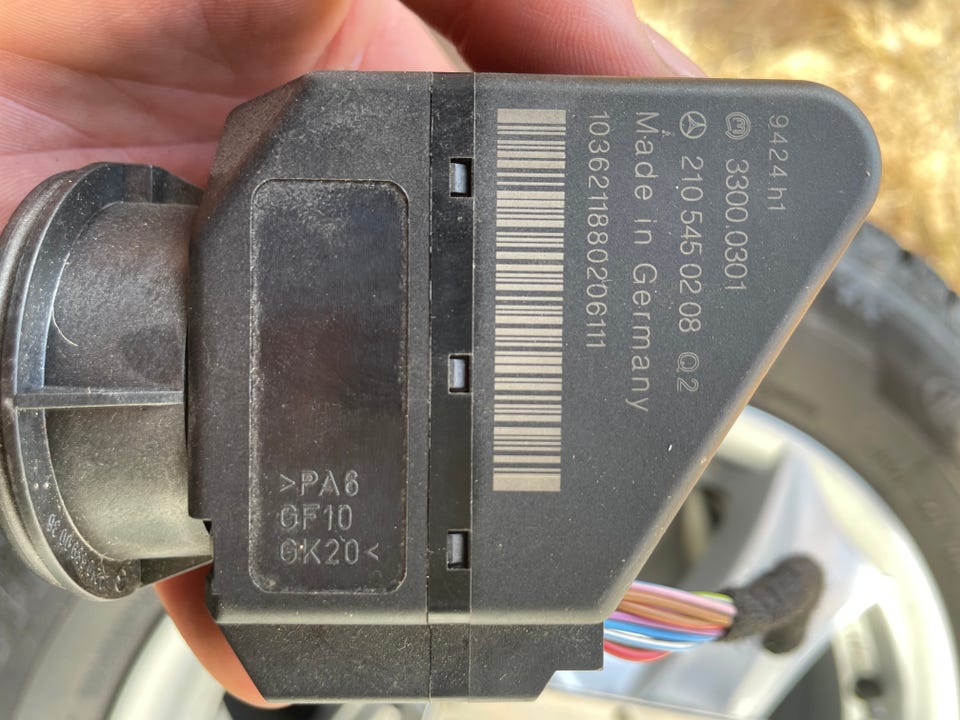 9424 h1
3300.0301
210 545 02 08 Q2
Made in Germany
1036211880206111
>PA6
GF10
GK20<